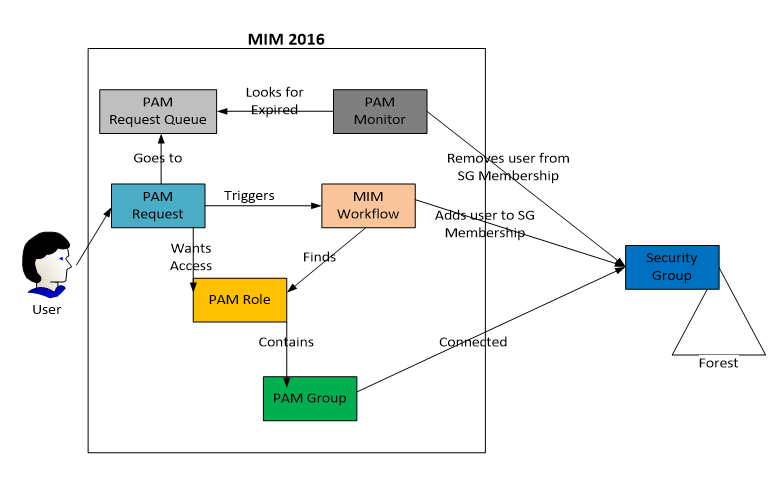 MIM 2016
PAM
Request Queue
Looks for
Expired
PAM
Monitor
Goes to
Removes user from
SG Membership
PAM
Request
Triggers
MIM
Workflow
Adds user to SG
Membership
Wants
Access
Finds
Security
Group
User
PAM Role
Contains
Connected
Forest
PAM Group